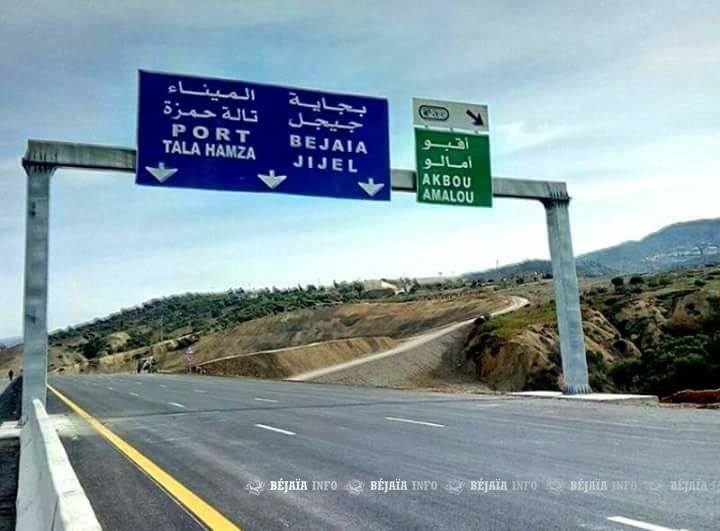 الميناء
تالة حمزة
PORT
TALA HAMZA
بجاية
جيجل
BEJAIA
JIJEL
أقبو
أمالو
AKBOU
AMALOU
BÉJAÏA INFO BÉJAÏA INFO BÉJAÏA INFO BÉJAÏA INFO BÉJAÏA